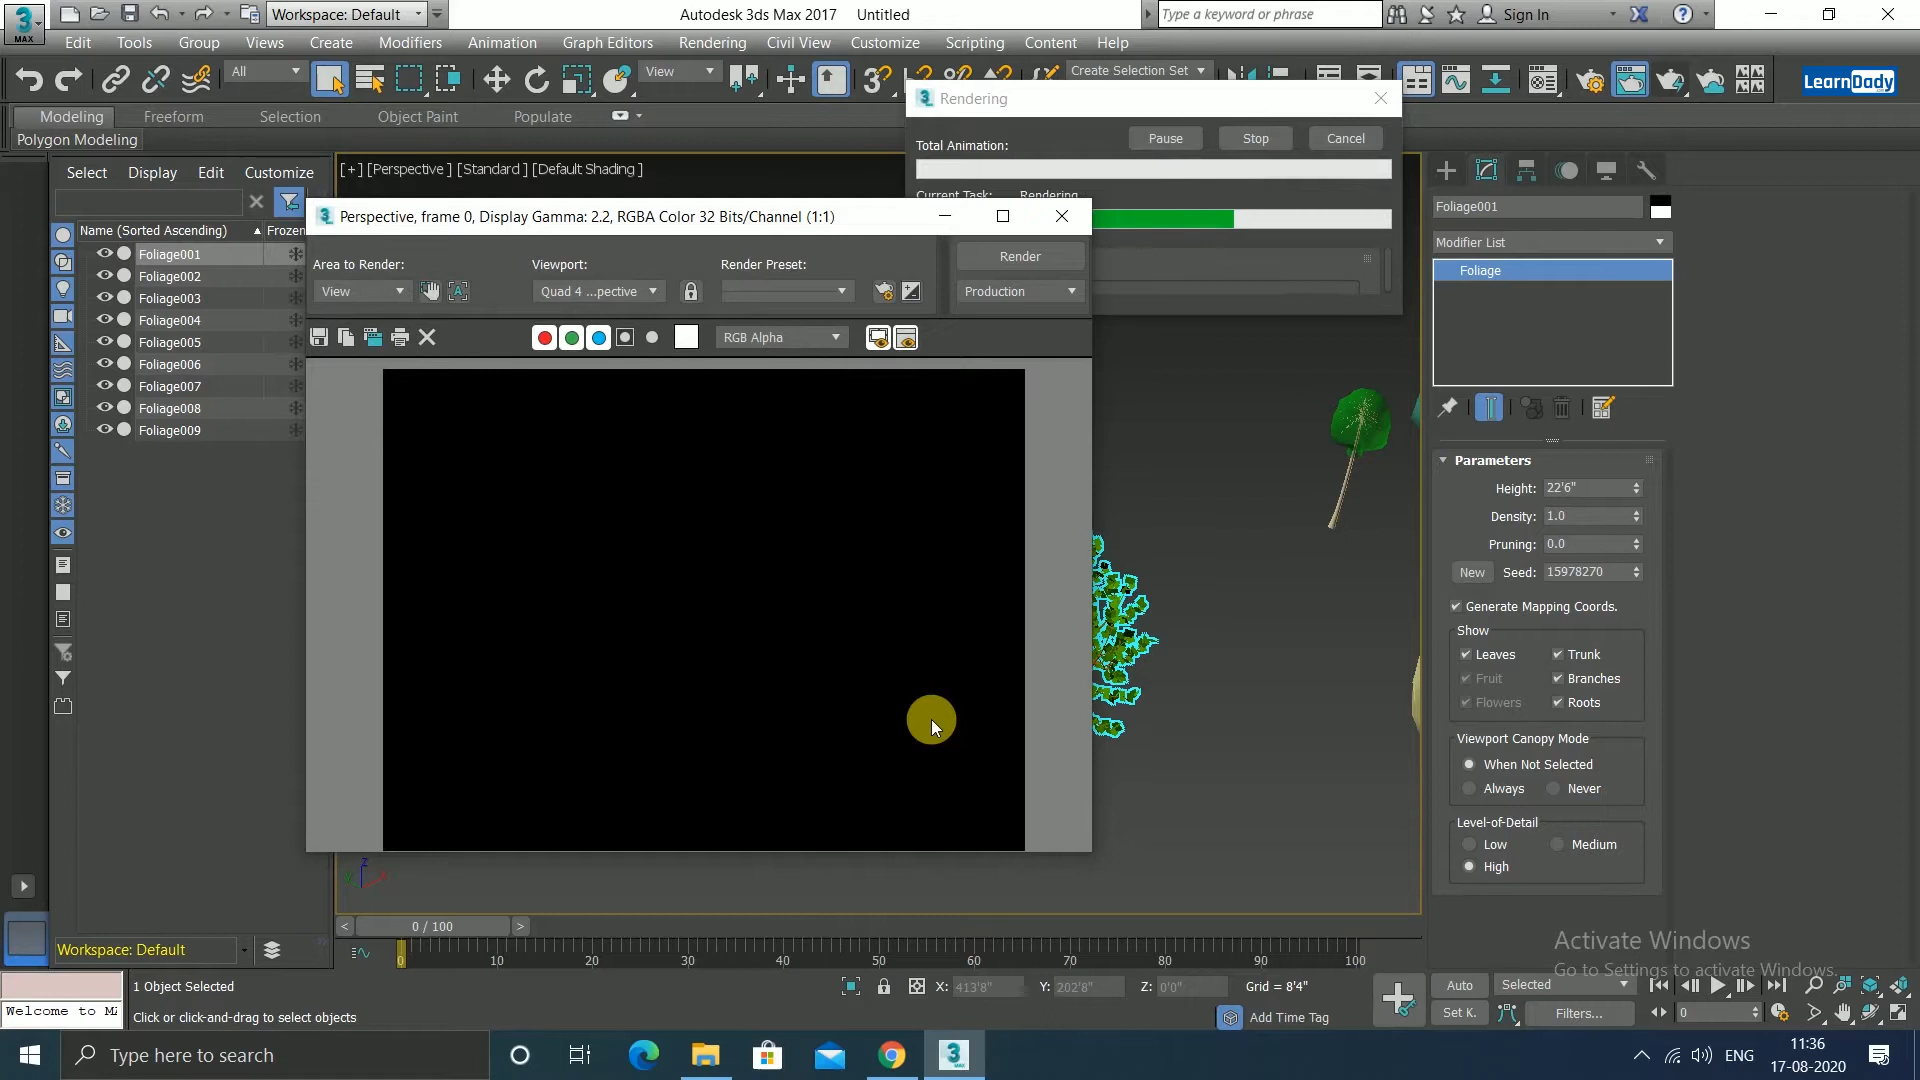 Workspace: Default
Autodesk 3ds Max 2017 Untitled
Type a keyword or phrase
Sign In
MAX
Edit Tools Group Views Create Modifiers Animation Graph Editors Rendering Civil View Customize Scripting Content Help
All
View
Create Selection Set
LearnDady
Modeling Freeform Selection Object Paint Populate
Polygon Modeling
Rendering
Total Animation:
Pause Stop Cancel
Current Task: Rendering
Select Display Edit Customize
[+] [Perspective ] [Standard ] [Default Shading ]
Name (Sorted Ascending) Frozen
Foliage001
Foliage002
Foliage003
Foliage004
Foliage005
Foliage006
Foliage007
Foliage008
Foliage009
Perspective, frame 0, Display Gamma: 2.2, RGBA Color 32 Bits/Channel (1:1)
Area to Render:
View
Viewport:
Quad 4 ...pective
Render Preset:
Render
Production
RGB Alpha
Foliage001
Modifier List
Foliage
Parameters
Height: 22'6"
Density: 1.0
Pruning: 0.0
New Seed: 15978270
Generate Mapping Coords.
Show
Leaves Trunk
Fruit Branches
Flowers Roots
Viewport Canopy Mode
When Not Selected
Always Never
Level-of-Detail
Low Medium
High
z
0 / 100
0 10 20 30 40 50 60 70 80 90 100
Workspace: Default
Activate Windows
Go to Settings to activate Windows.
1 Object Selected
Welcome to MA
Click or click-and-drag to select objects
X: 413'8" Y: 202'8" Z: 0'0" Grid = 8'4"
Add Time Tag
Auto Selected
Set K. Filters...
0
Type here to search
ENG
11:36
17-08-2020